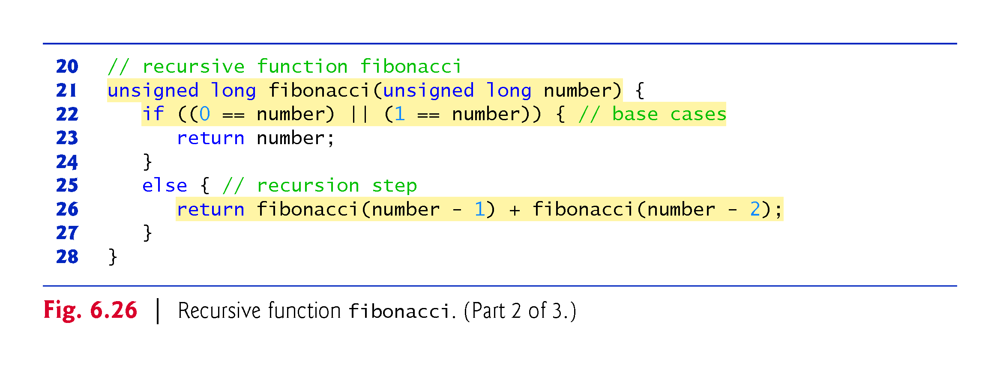 20 // recursive function fibonacci
21 unsigned long fibonacci(unsigned long number) {
22    if ((0 == number) || (1 == number)) { // base cases
23       return number;
24    }
25    else { // recursion step
26       return fibonacci(number - 1) + fibonacci(number - 2);
27    }
28 }
Fig. 6.26 | Recursive function fibonacci. (Part 2 of 3.)